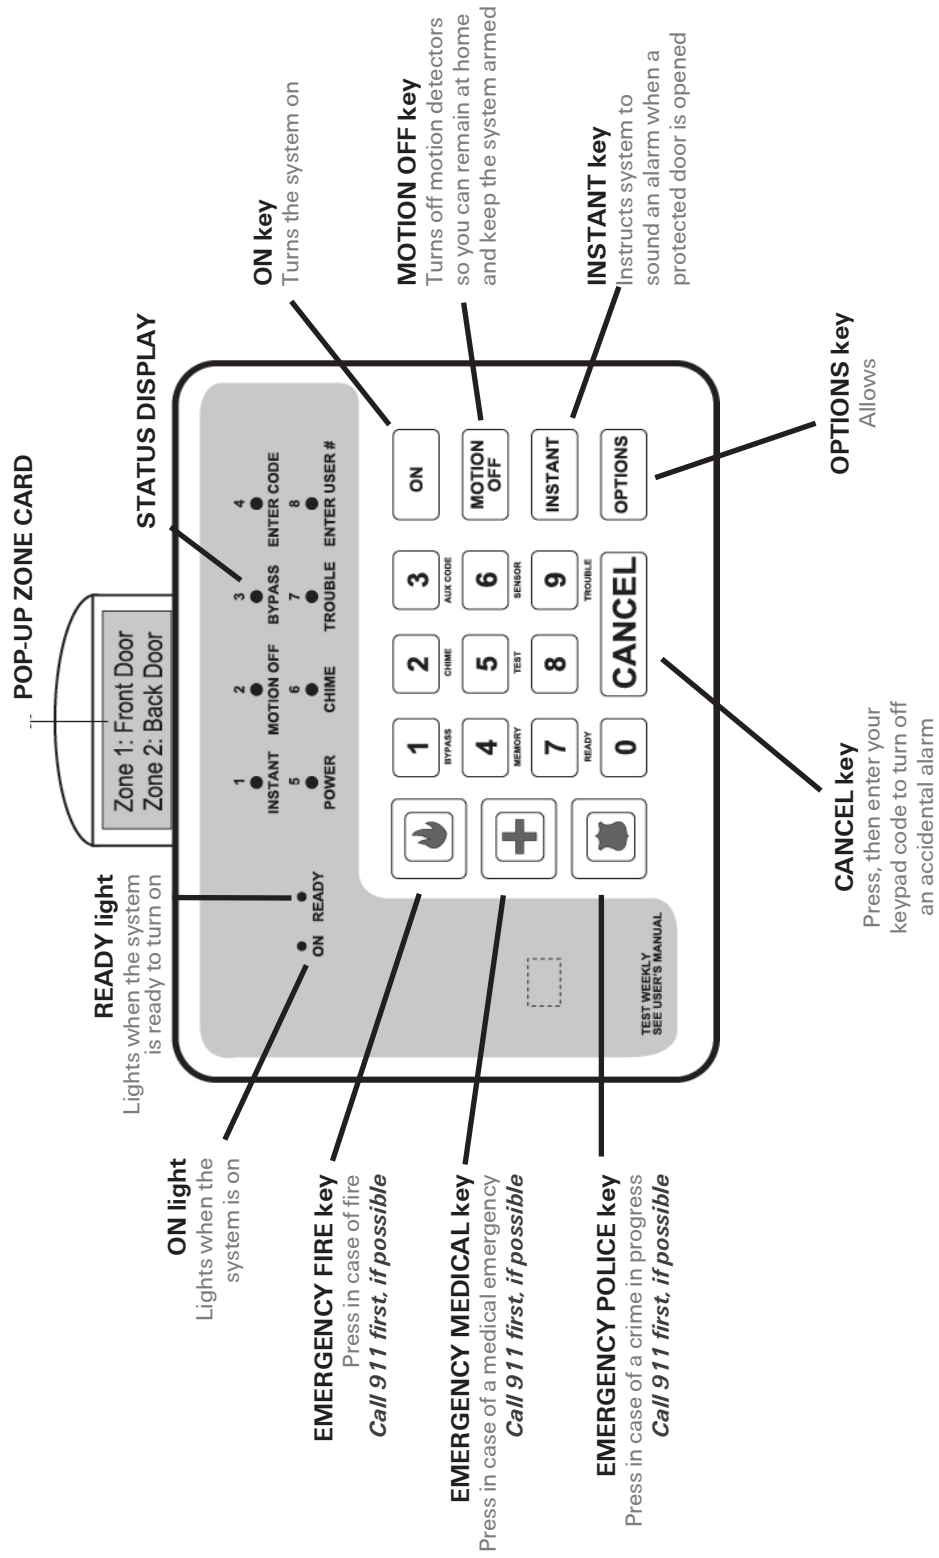 POP-UP ZONE CARD
Zone 1: Front Door
Zone 2: Back Door
STATUS DISPLAY
READY light
Lights when the system
is ready to turn on
ON light
Lights when the
system is on
EMERGENCY FIRE key
Press in case of fire
Call 911 first, if possible
EMERGENCY MEDICAL key
Press in case of a medical emergency
Call 911 first, if possible
EMERGENCY POLICE key
Press in case of a crime in progress
Call 911 first, if possible
ON READY
1 2 3 4
INSTANT MOTION OFF BYPASS ENTER CODE
5 6 7 8
POWER CHIME TROUBLE ENTER USER #
1 2 3 ON
BYPASS CHIME AUX CODE
4 5 6 MOTION
OFF
MEMORY TEST SENSOR
7 8 9 INSTANT
READY TROUBLE
0 CANCEL OPTIONS
TEST WEEKLY
SEE USER'S MANUAL
ON key
Turns the system on
MOTION OFF key
Turns off motion detectors
so you can remain at home
and keep the system armed
INSTANT key
Instructs system to
sound an alarm when a
protected door is opened
OPTIONS key
Allows
CANCEL key
Press, then enter your
keypad code to turn off
an accidental alarm